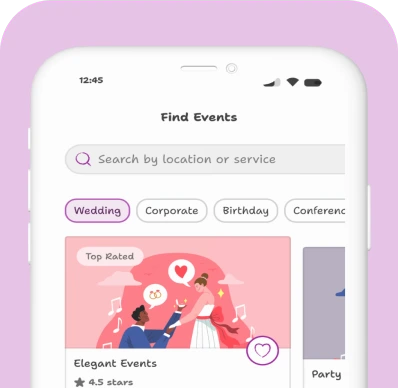 12:45
Find Events
Search by location or service
Wedding Corporate Birthday Conferenc
Top Rated
Elegant Events
4.5 stars
Party